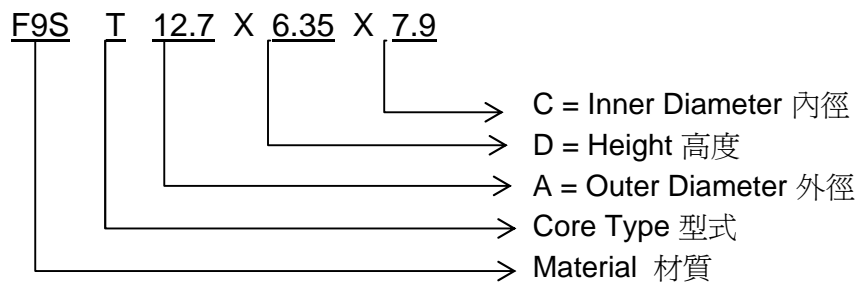 F9S T 12.7 X 6.35 X 7.9
C = Inner Diameter 內徑
D = Height 高度
A = Outer Diameter 外徑
Core Type 型式
Material 材質